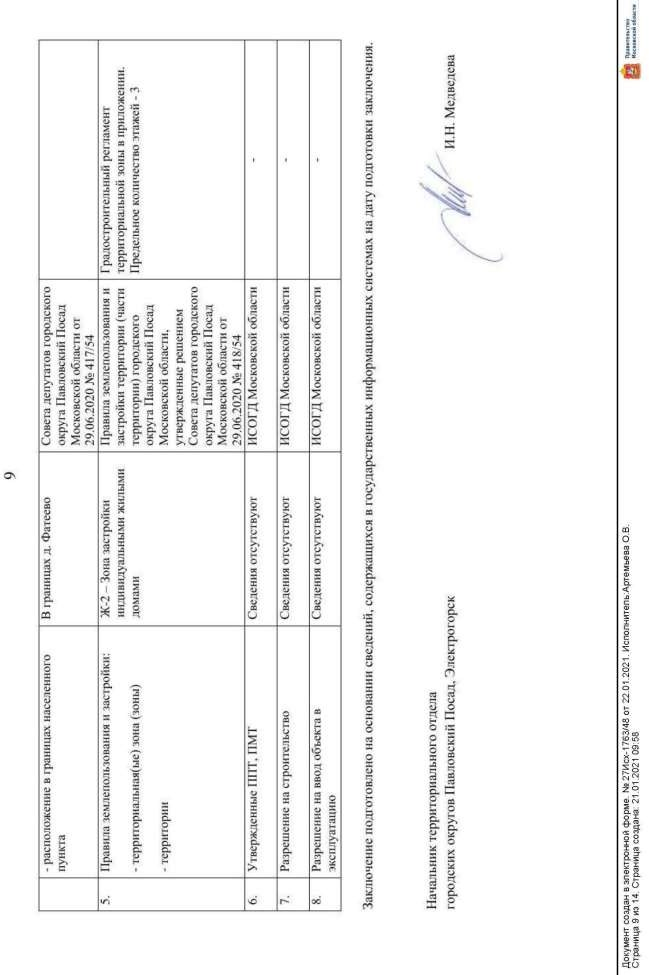 9
- расположение в границах населенного
пункта
В границах д. Фатеево
Совета депутатов городского
округа Павловский Посад
Московской области от
29.06.2020 № 417/54
5.
Правила землепользования и застройки:
- территориальная(ые) зона (зоны)
- территории
Ж-2 – Зона застройки
индивидуальными жилыми
домами
Правила землепользования и
застройки территории (части
территории) городского
округа Павловский Посад
Московской области,
утвержденные решением
Совета депутатов городского
округа Павловский Посад
Московской области от
29.06.2020 № 418/54
Градостроительный регламент
территориальной зоны в приложении.
Предельное количество этажей - 3
6.
Утвержденные ППТ, ПМТ
Сведения отсутствуют
ИСОГД Московской области
-
7.
Разрешение на строительство
Сведения отсутствуют
ИСОГД Московской области
-
8.
Разрешение на ввод объекта в
эксплуатацию
Сведения отсутствуют
ИСОГД Московской области
-
Заключение подготовлено на основании сведений, содержащихся в государственных информационных системах на дату подготовки заключения.
Начальник территориального отдела
городских округов Павловский Посад, Электрогорск
И.Н. Медведева
Документ создан в электронной форме. № 27Исх-1763/48 от 22.01.2021. Исполнитель:Артемьева О.В.
Страница 9 из 14. Страница создана: 21.01.2021 09:58
Правительство
Московской области